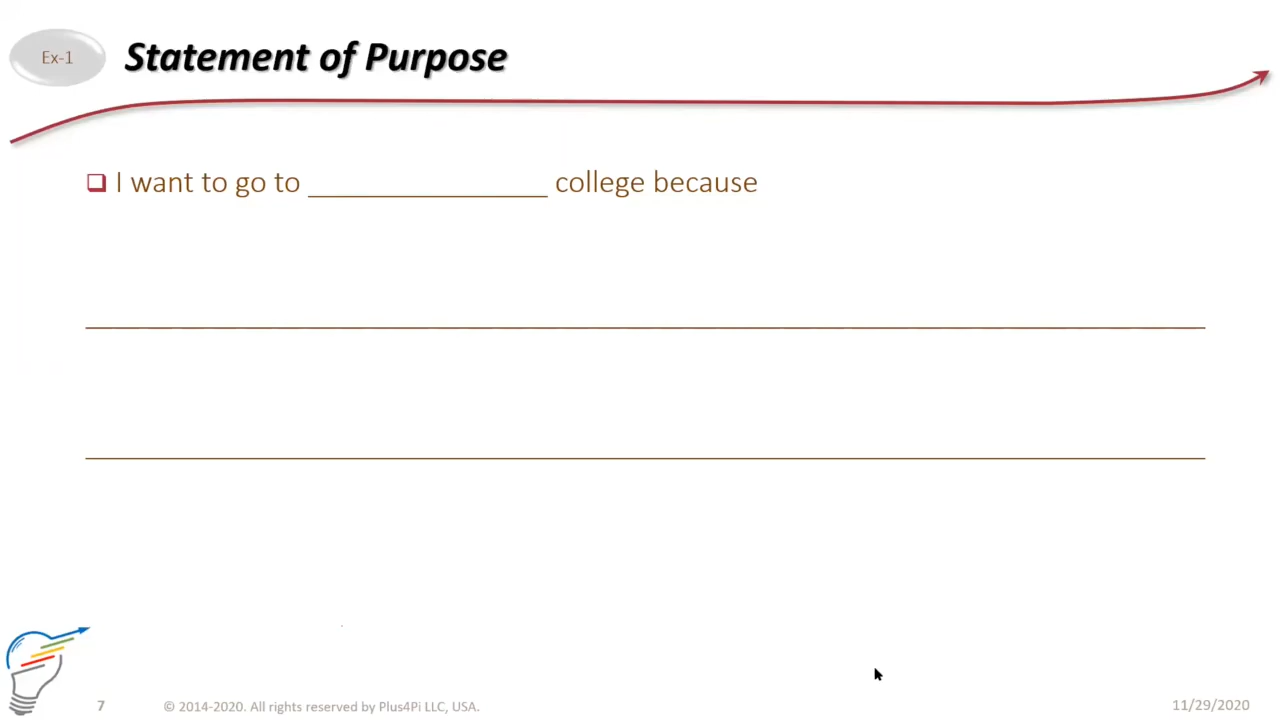 Ex-1
Statement of Purpose
I want to go to ________________ college because
7
© 2014-2020. All rights reserved by Plus4Pi LLC, USA.
11/29/2020